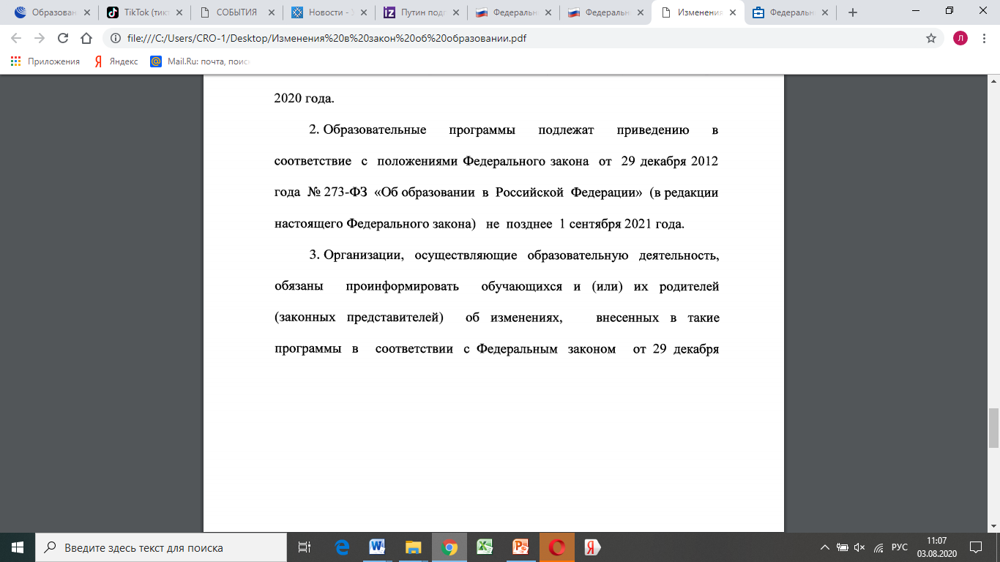 Образован
TikTok (тикт
СОБЫТИЯ
Новости - У
Путин подп
Федеральн
Федеральн
Изменения
Федеральн
file:///C:/Users/CRO-1/Desktop/Изменения%20в%20закон%20об%20образовании.pdf
Л
Приложения
Яндекс
Mail.Ru: почта, поис
2020 года.
2. Образовательные программы подлежат приведению в
соответствие с положениями Федерального закона от 29 декабря 2012
года № 273-ФЗ «Об образовании в Российской Федерации» (в редакции
настоящего Федерального закона) не позднее 1 сентября 2021 года.
3. Организации, осуществляющие образовательную деятельность,
обязаны проинформировать обучающихся и (или) их родителей
(законных представителей) об изменениях, внесенных в такие
программы в соответствии с Федеральным законом от 29 декабря
Введите здесь текст для поиска
РУС
11:07
03.08.2020